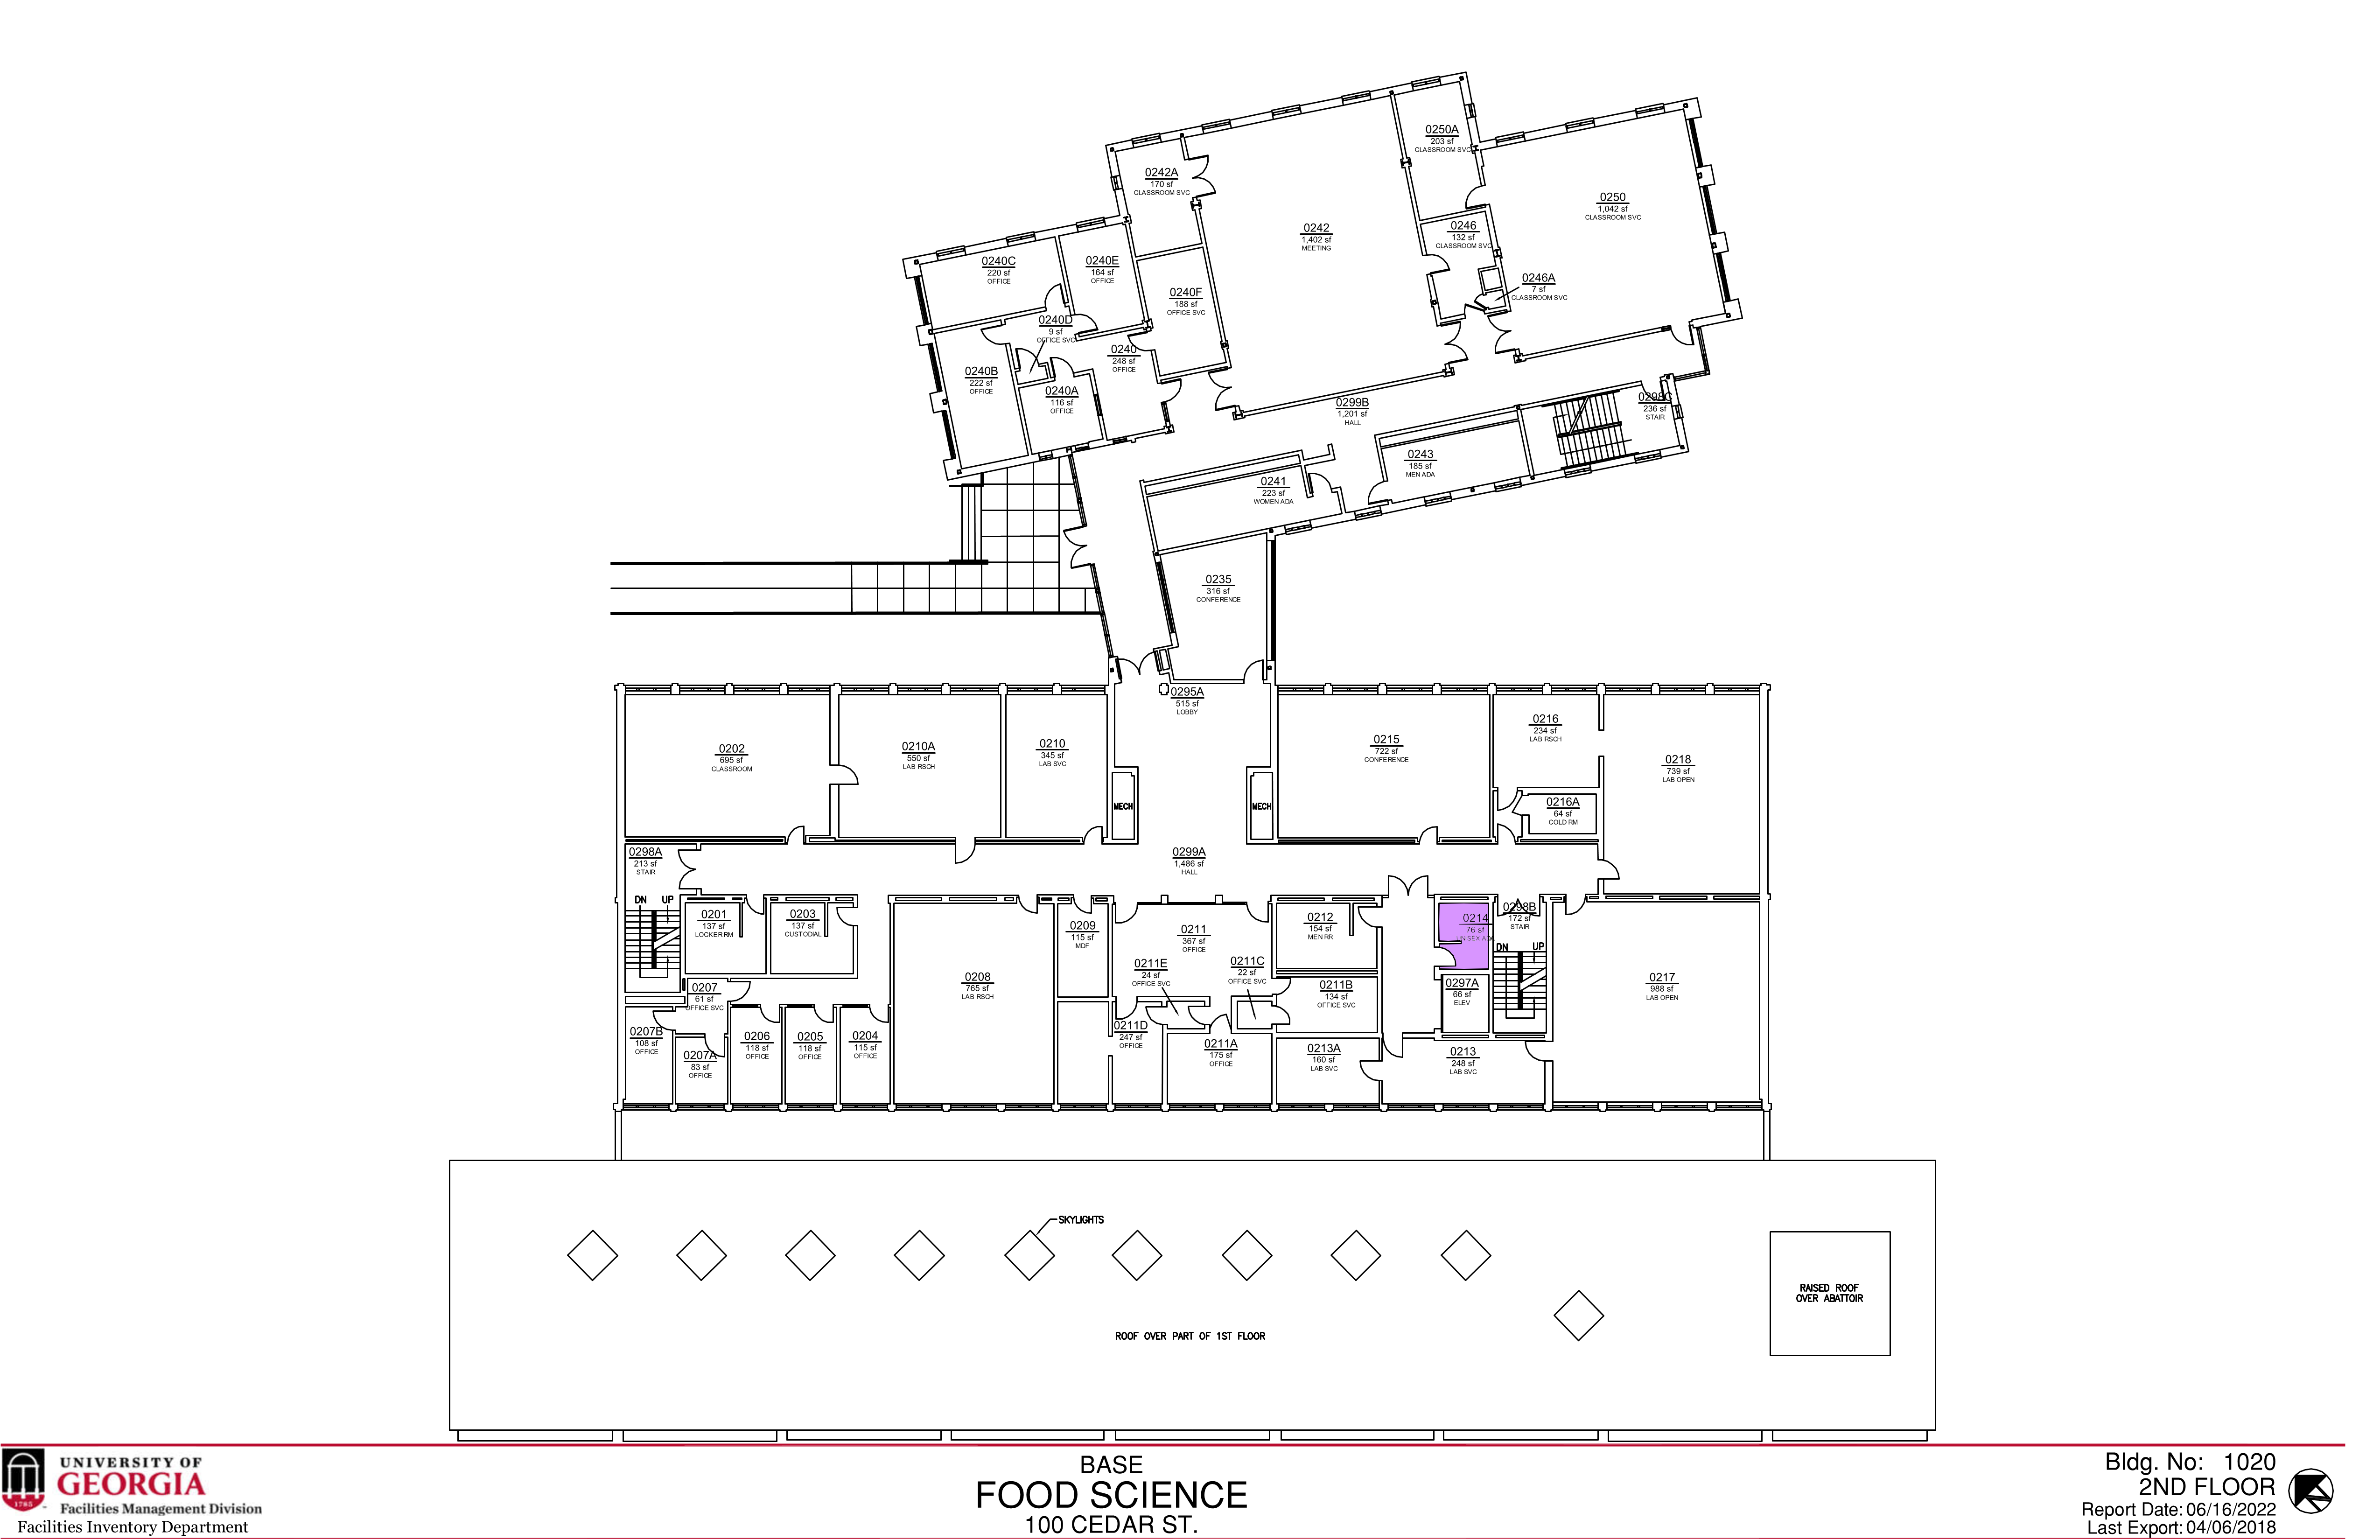 0250A
203 sf
CLASSROOM SVC
0242A
170 sf
CLASSROOM SVC
0250
1,042 sf
CLASSROOM SVC
0242
1,402 sf
MEETING
0246
132 sf
CLASSROOM SVC
0240C
220 sf
OFFICE
0240E
164 sf
OFFICE
0246A
7 sf
CLASSROOM SVC
0240F
188 sf
OFFICE SVC
0240D
9 sf
OFFICE SVC
0240
248 sf
OFFICE
0240B
222 sf
OFFICE
0240A
116 sf
OFFICE
0299B
1,201 sf
HALL
0298C
236 sf
STAIR
0243
185 sf
MEN ADA
0241
223 sf
WOMEN ADA
0235
316 sf
CONFERENCE
0295A
515 sf
LOBBY
0202
695 sf
CLASSROOM
0210A
550 sf
LAB RSCH
0210
345 sf
LAB SVC
0215
722 sf
CONFERENCE
0216
234 sf
LAB RSCH
0218
739 sf
LAB OPEN
MECH
MECH
0216A
64 sf
COLD RM
0298A
213 sf
STAIR
0299A
1,486 sf
HALL
DN UP
0201
137 sf
LOCKER RM
0203
137 sf
CUSTODIAL
0209
115 sf
MDF
0211
367 sf
OFFICE
0212
154 sf
MEN RR
0214
76 sf
UNISEX ADA
0298B
172 sf
STAIR
DN UP
0208
765 sf
LAB RSCH
0211E
24 sf
OFFICE SVC
0211C
22 sf
OFFICE SVC
0211B
134 sf
OFFICE SVC
0297A
66 sf
ELEV
0217
988 sf
LAB OPEN
0207
61 sf
OFFICE SVC
0207B
108 sf
OFFICE
0207A
83 sf
OFFICE
0206
118 sf
OFFICE
0205
118 sf
OFFICE
0204
115 sf
OFFICE
0211D
247 sf
OFFICE
0211A
175 sf
OFFICE
0213A
160 sf
LAB SVC
0213
248 sf
LAB SVC
SKYLIGHTS
RAISED ROOF
OVER ABATTOIR
ROOF OVER PART OF 1ST FLOOR
1785
UNIVERSITY OF
GEORGIA
Facilities Management Division
Facilities Inventory Department
BASE
FOOD SCIENCE
100 CEDAR ST.
Bldg. No: 1020
2ND FLOOR
Report Date: 06/16/2022
Last Export: 04/06/2018